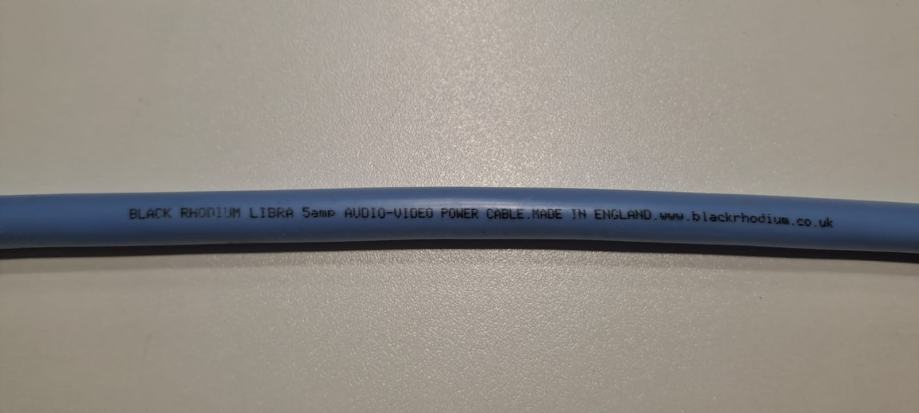 BLACK RHODIUM LIBRA 5amp AUDIO-VIDEO POWER CABLE.MADE IN ENGLAND.www.blackrhodium.co.uk